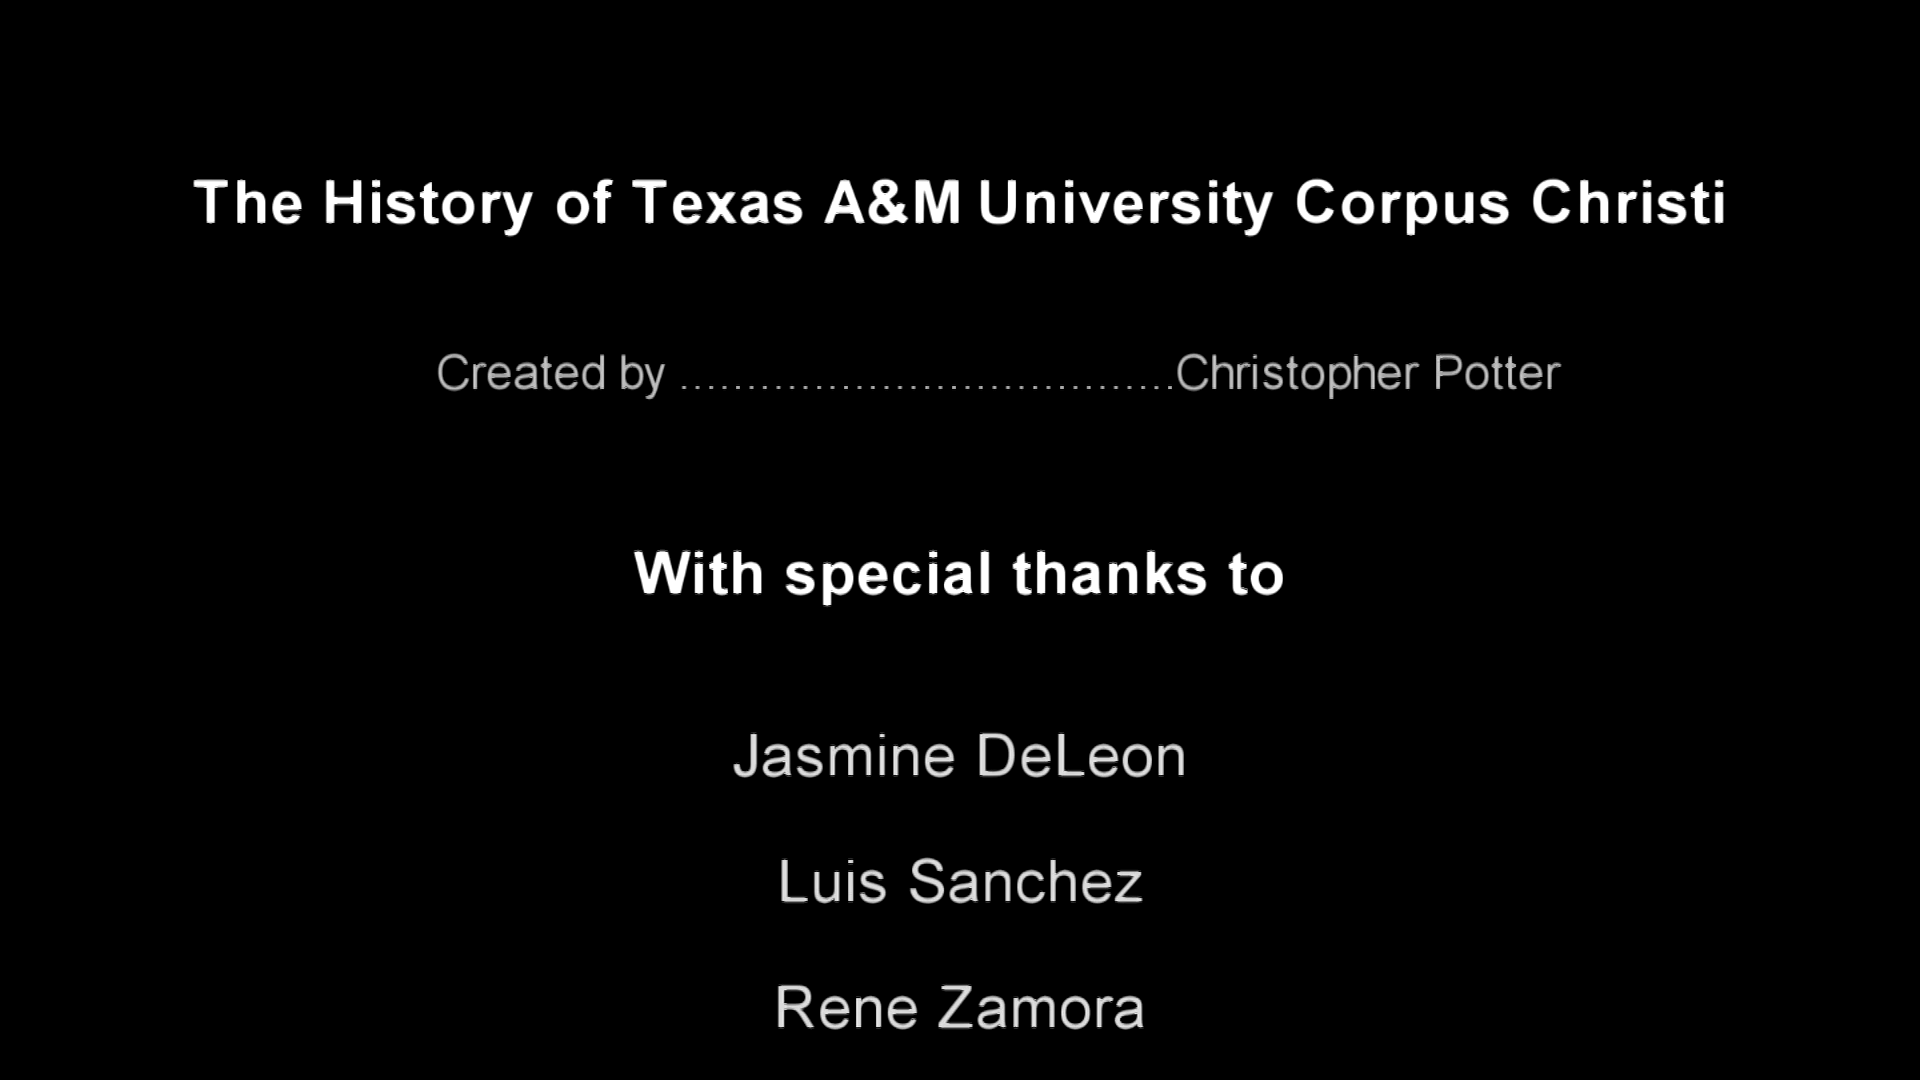 The History of Texas A&M University Corpus Christi
Created by .....................................Christopher Potter
With special thanks to
Jasmine DeLeon
Luis Sanchez
Rene Zamora